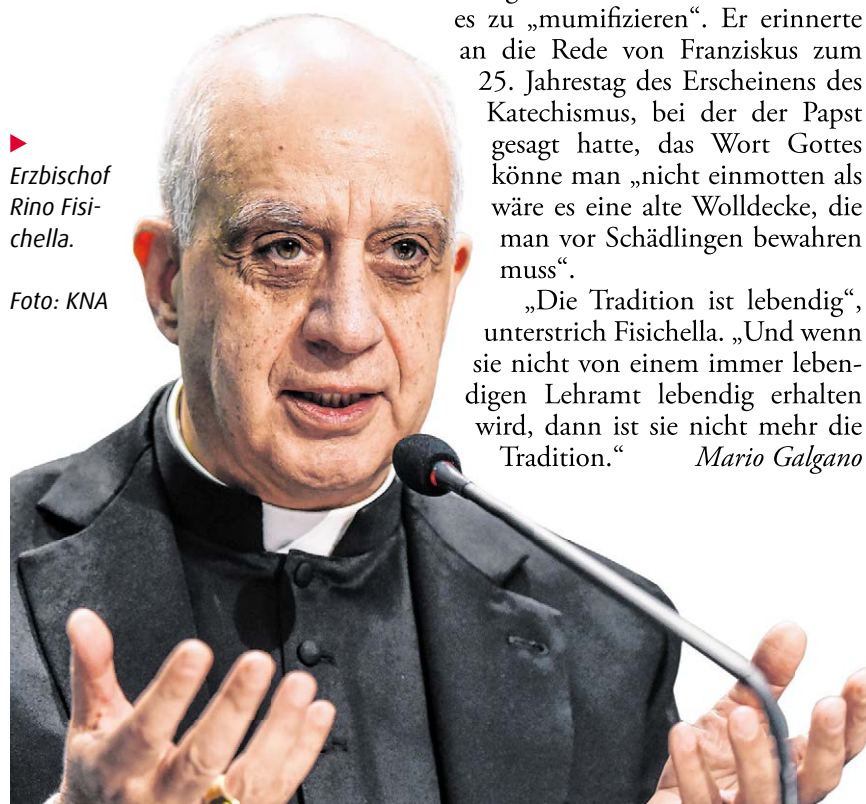 es zu „mumifizieren“. Er erinnerte
an die Rede von Franziskus zum
25. Jahrestag des Erscheinens des
Katechismus, bei der der Papst
gesagt hatte, das Wort Gottes
könne man „nicht einmotten als
wäre es eine alte Wolldecke, die
man vor Schädlingen bewahren
muss“.
„Die Tradition ist lebendig“,
unterstrich Fisichella. „Und wenn
sie nicht von einem immer leben-
digen Lehramt lebendig erhalten
wird, dann ist sie nicht mehr die
Tradition.“ Mario Galgano
Erzbischof
Rino Fisi-
chella.
Foto: KNA